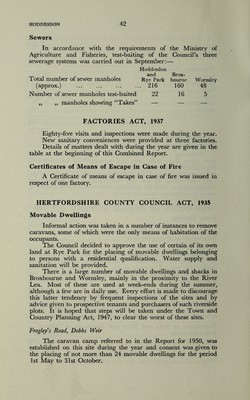 HODDESDON 42
Sewers
In accordance with the requirements of the Ministry of
Agriculture and Fisheries, test-baiting of the Council's three
sewerage systems was carried out in September:—
Hoddesdon
and Brox-
Total number of sewer manholes Rye Park bourne Wormley
(approx.) ... ... ... ... 216 160 48
Number of sewer manholes test-baited 22 16 5
„ „ manholes showing "Takes" — — —
FACTORIES ACT, 1937
Eighty-five visits and inspections were made during the year.
New sanitary conveniences were provided at three factories.
Details of matters dealt with during the year are given in the
table at the beginning of this Combined Report.
Certificates of Means of Escape in Case of Fire
A Certificate of means of escape in case of fire was issued in
respect of one factory.
HERTFORDSHIRE COUNTY COUNCIL ACT, 1935
Movable Dwellings
Informal action was taken in a number of instances to remove
caravans, some of which were the only means of habitation of the
occupants.
The Council decided to approve the use of certain of its own
land at Rye Park for the placing of movable dwellings belonging
to persons with a residential qualification. Water supply and
sanitation will be provided.
There is a large number of movable dwellings and shacks in
Broxbourne and Wormley, mainly in the proximity to the River
Lea. Most of these are used at week-ends during the summer,
although a few are in daily use. Every effort is made to discourage
this latter tendency by frequent inspections of the sites and by
advice given to prospective tenants and purchasers of such riverside
plots. It is hoped that steps will be taken under the Town and
Country Planning Act, 1947, to clear the worst of these sites.
Frogley's Road, Dobbs Weir
The caravan camp referred to in the Report for 1950, was
established on this site during the year and consent was given to
the placing of not more than 24 movable dwellings for the period
1st May to 31st October.